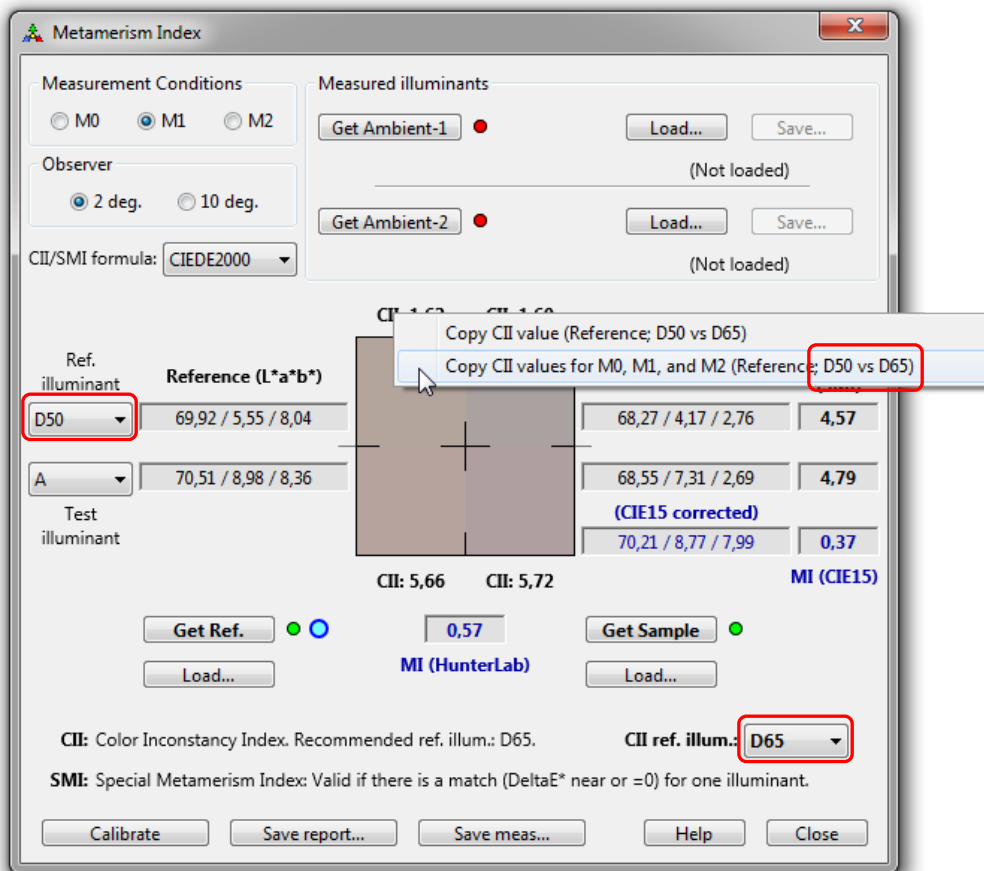 Metamerism Index
Measurement Conditions
M0 M1 M2
Observer
2 deg. 10 deg.
CII/SMI formula: CIEDE2000
Measured illuminants
Get Ambient-1 Load... Save...
(Not loaded)
Get Ambient-2 Load... Save...
(Not loaded)
CII: 1,62 CII: 1,60
Copy CII value (Reference; D50 vs D65)
Copy CII values for M0, M1, and M2 (Reference; D50 vs D65)
Ref.
illuminant
Reference (L*a*b*)
D50 69,92 / 5,55 / 8,04 68,27 / 4,17 / 2,76 4,57
A 70,51 / 8,98 / 8,36 68,55 / 7,31 / 2,69 4,79
Test
illuminant
(CIE15 corrected)
70,21 / 8,77 / 7,99 0,37
CII: 5,66 CII: 5,72 MI (CIE15)
Get Ref. 0,57 Get Sample
MI (HunterLab)
Load... Load...
CII: Color Inconstancy Index. Recommended ref. illum.: D65. CII ref. illum.: D65
SMI: Special Metamerism Index: Valid if there is a match (DeltaE* near or =0) for one illuminant.
Calibrate Save report... Save meas... Help Close